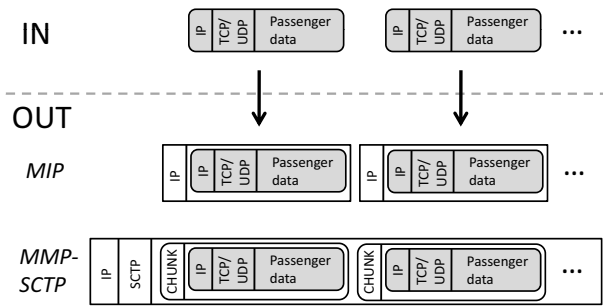 IN
IP TCP/ UDP Passenger data IP TCP/ UDP Passenger data ...
OUT
MIP
IP IP TCP/ UDP Passenger data IP IP TCP/ UDP Passenger data ...
MMP-
SCTP
IP SCTP CHUNK IP TCP/ UDP Passenger data CHUNK IP TCP/ UDP Passenger data ...